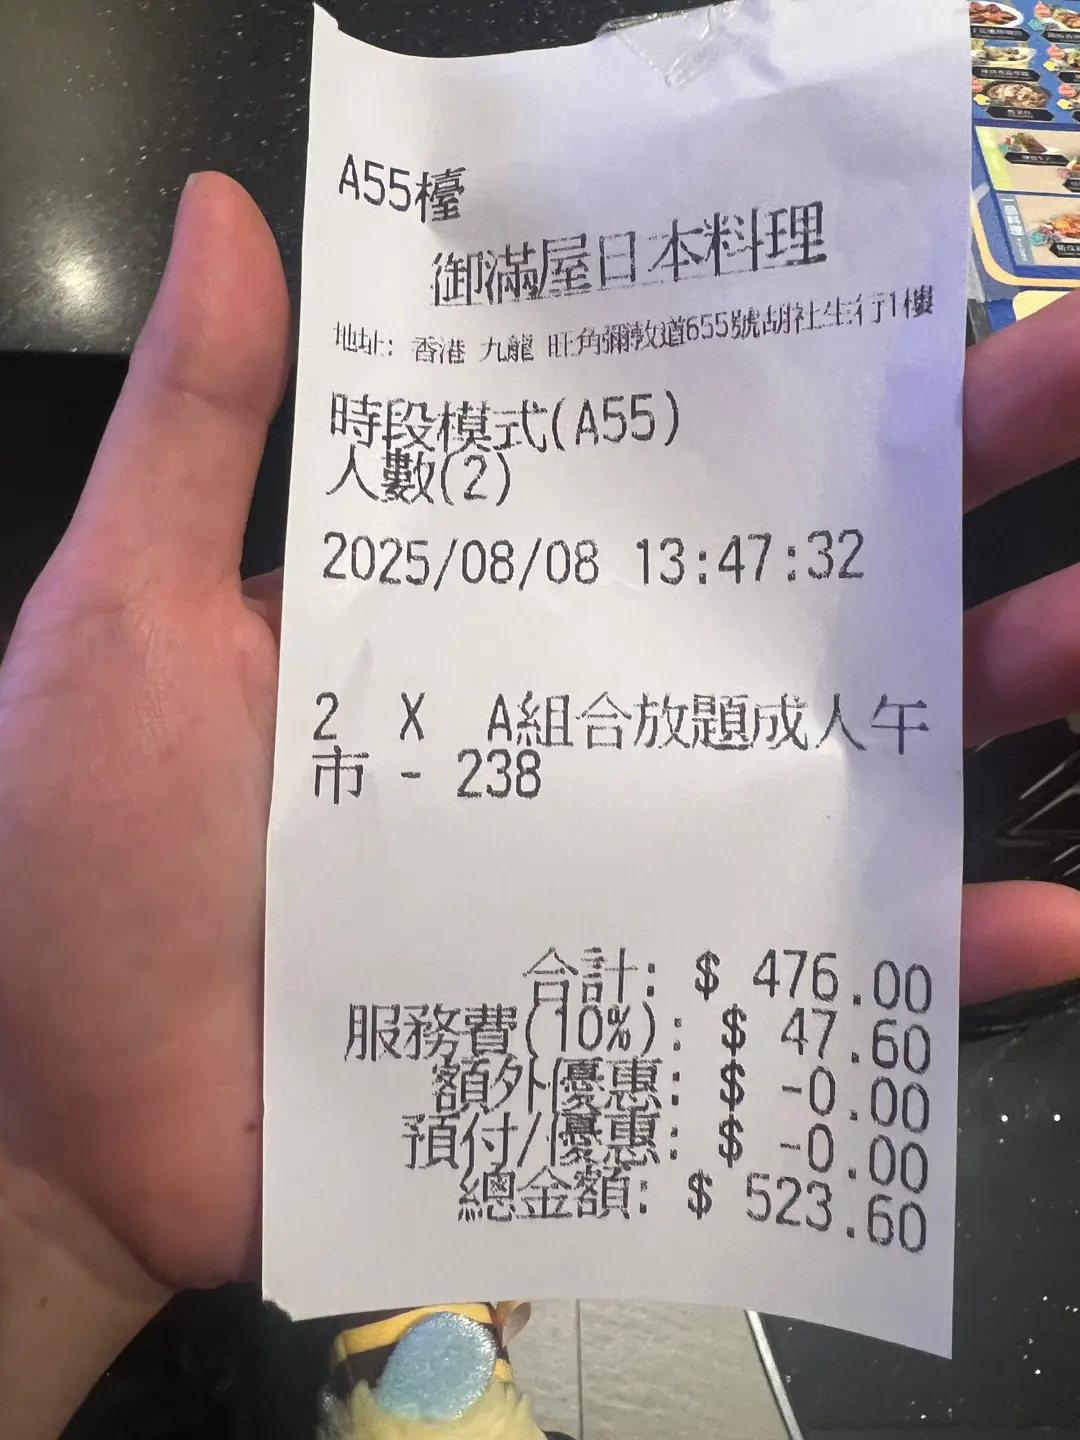 A55檯
御滿屋日本料理
地址: 香港 九龍 旺角彌敦道655號胡社生行1樓
時段模式(A55)
人數(2)
2025/08/08 13:47:32
2 X A組合放題成人午
市 - 238
合計: $ 476.00
服務費(10%): $ 47.60
額外優惠: $ -0.00
預付/優惠: $ -0.00
總金額: $ 523.60